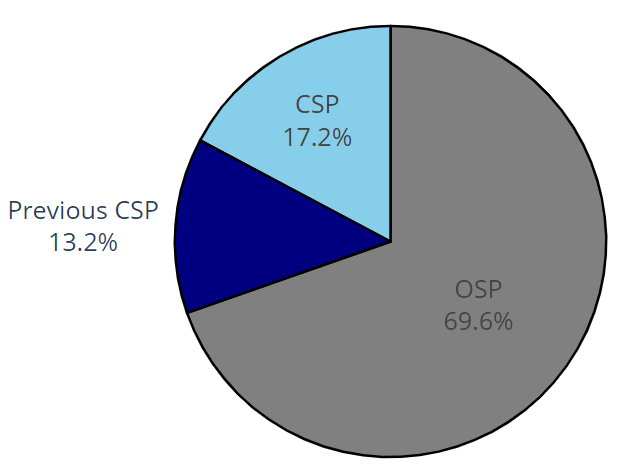 CSP
17.2%
Previous CSP
13.2%
OSP
69.6%